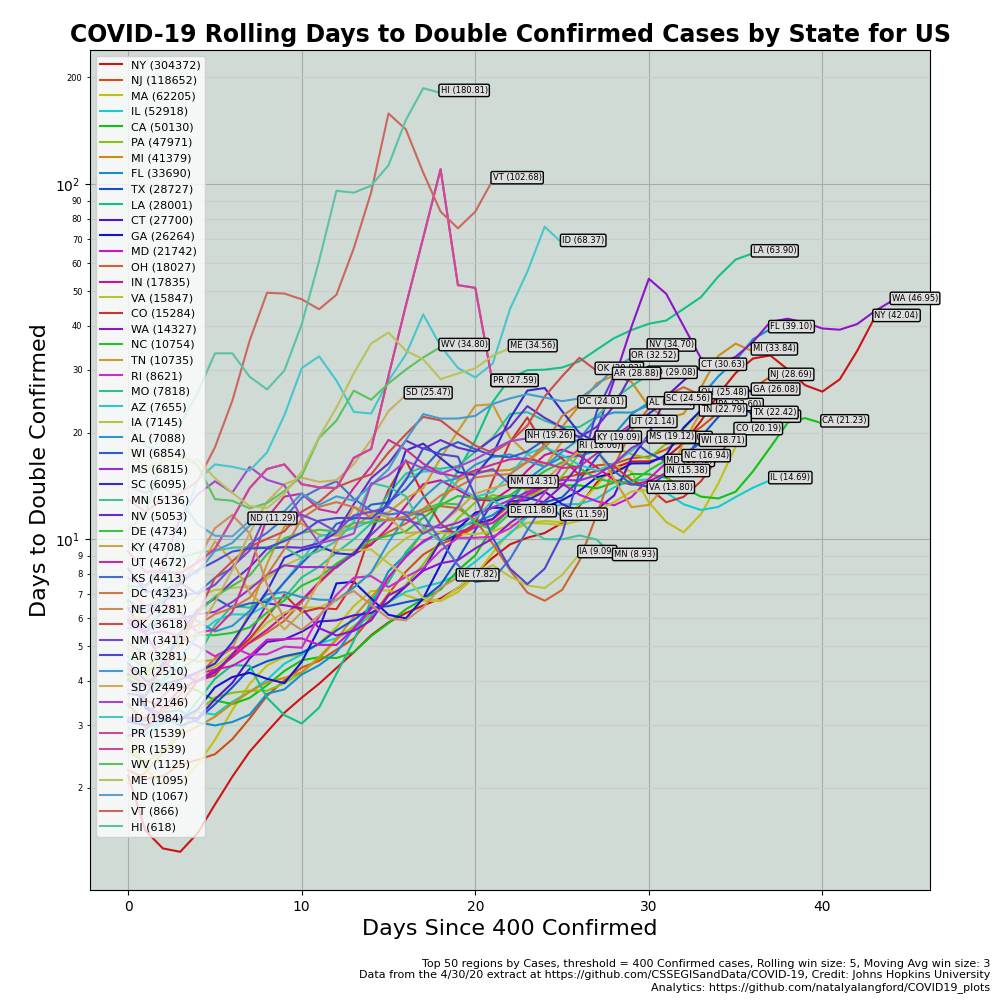 COVID-19 Rolling Days to Double Confirmed Cases by State for US
Days to Double Confirmed
200
10²
90
80
70
60
50
40
30
20
10¹
9
8
7
6
5
4
3
2
NY (304372)
NJ (118652)
MA (62205)
IL (52918)
CA (50130)
PA (47971)
MI (41379)
FL (33690)
TX (28727)
LA (28001)
CT (27700)
GA (26264)
MD (21742)
OH (18027)
IN (17835)
VA (15847)
CO (15284)
WA (14327)
NC (10754)
TN (10735)
RI (8621)
MO (7818)
AZ (7655)
IA (7145)
AL (7088)
WI (6854)
MS (6815)
SC (6095)
MN (5136)
NV (5053)
DE (4734)
KY (4708)
UT (4672)
KS (4413)
DC (4323)
NE (4281)
OK (3618)
NM (3411)
AR (3281)
OR (2510)
SD (2449)
NH (2146)
ID (1984)
PR (1539)
PR (1539)
WV (1125)
ME (1095)
ND (1067)
VT (866)
HI (618)
HI (180.81)
VT (102.68)
ID (68.37)
LA (63.90)
WA (46.95)
NY (42.04)
FL (39.10)
WV (34.80)
ME (34.56)
NV (34.70)
MI (33.84)
OR (32.52)
CT (30.63)
OK
AR (28.88)
(29.08)
NJ (28.69)
PR (27.59)
GA (26.08)
SD (25.47)
(25.48)
DC (24.01)
AL
SC (24.56)
TN (22.79)
TX (22.42)
UT (21.14)
CA (21.23)
CO (20.19)
NH (19.26)
KY (19.09)
MS (19.12)
WI (18.71)
RI
NC (16.94)
MD
IN (15.38)
IL (14.69)
NM (14.31)
VA (13.80)
DE (11.86)
KS (11.59)
ND (11.29)
IA (9.09)
MN (8.93)
NE (7.82)
0
10
20
30
40
Days Since 400 Confirmed
Top 50 regions by Cases, threshold = 400 Confirmed cases, Rolling win size: 5, Moving Avg win size: 3
Data from the 4/30/20 extract at https://github.com/CSSEGISandData/COVID-19, Credit: Johns Hopkins University
Analytics: https://github.com/natalyalangford/COVID19_plots